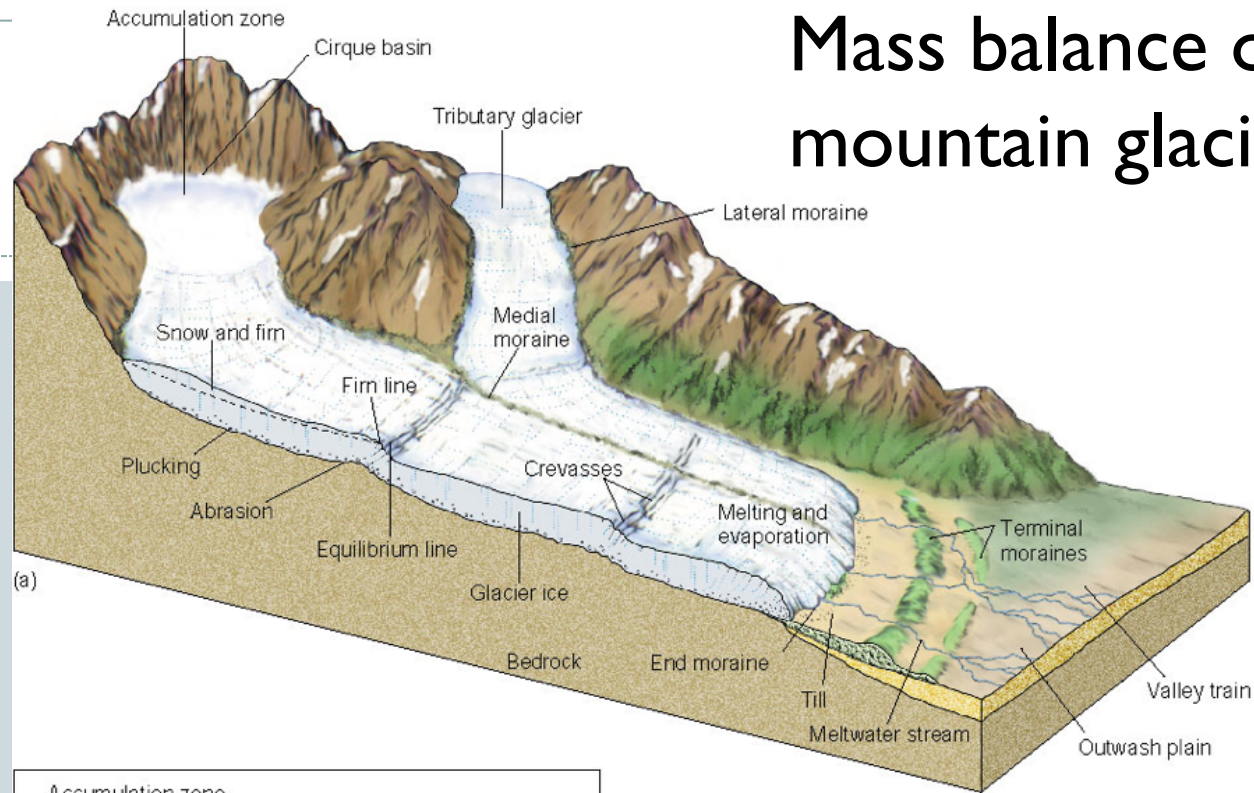 Mass balance
mountain glaci
Accumulation zone
Cirque basin
Tributary glacier
Lateral moraine
Snow and firn
Medial
moraine
Firn line
Plucking
Crevasses
Abrasion
Melting and
evaporation
Terminal
moraines
Equilibrium line
(a)
Glacier ice
Bedrock
End moraine
Till
Valley train
Meltwater stream
Outwash plain
Accumulation zone